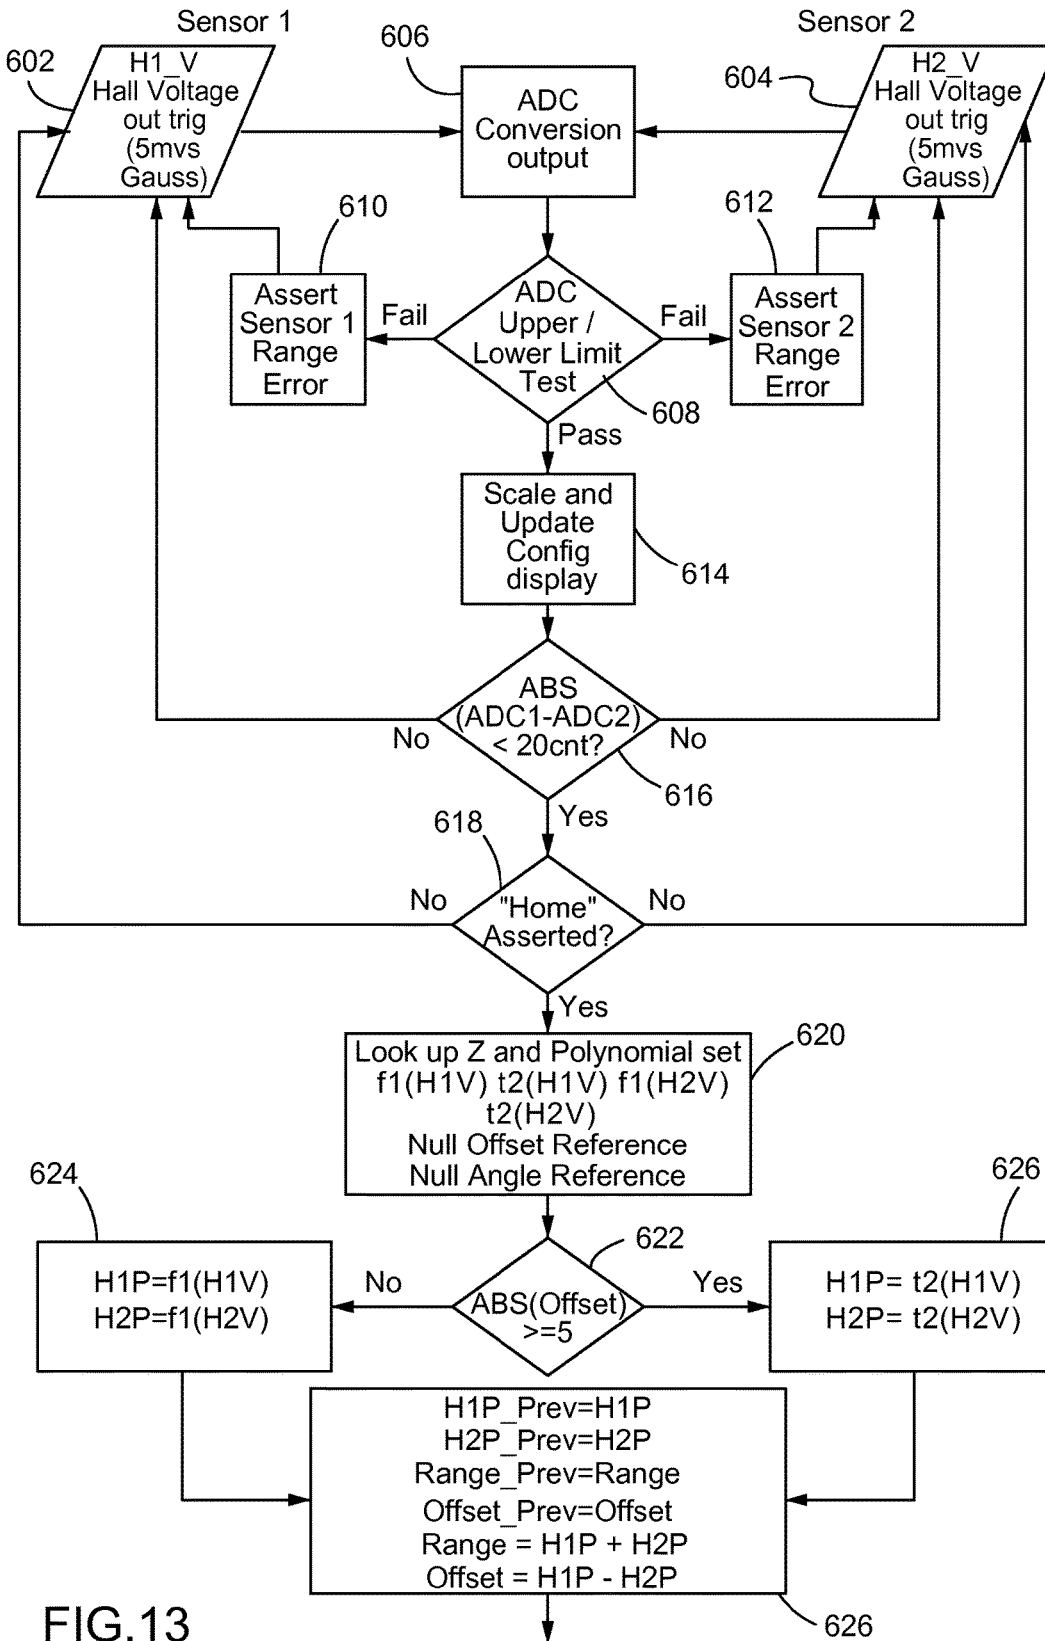 Sensor 1
Sensor 2
602
H1_V
Hall Voltage
out trig
(5mvs
Gauss)
606
ADC
Conversion
output
604
H2_V
Hall Voltage
out trig
(5mvs
Gauss)
610
Assert
Sensor 1
Range
Error
Fail
ADC
Upper /
Lower Limit
Test
Fail
608
612
Assert
Sensor 2
Range
Error
Pass
Scale and
Update
Config
display
614
ABS
(ADC1-ADC2)
< 20cnt?
No
No
616
Yes
618
No
"Home"
Asserted?
No
Yes
Look up Z and Polynomial set
f1(H1V) t2(H1V) f1(H2V)
t2(H2V)
Null Offset Reference
Null Angle Reference
620
624
H1P=f1(H1V)
H2P=f1(H2V)
No
622
ABS(Offset)
>=5
Yes
626
H1P= t2(H1V)
H2P= t2(H2V)
H1P_Prev=H1P
H2P_Prev=H2P
Range_Prev=Range
Offset_Prev=Offset
Range = H1P + H2P
Offset = H1P - H2P
626
FIG.13